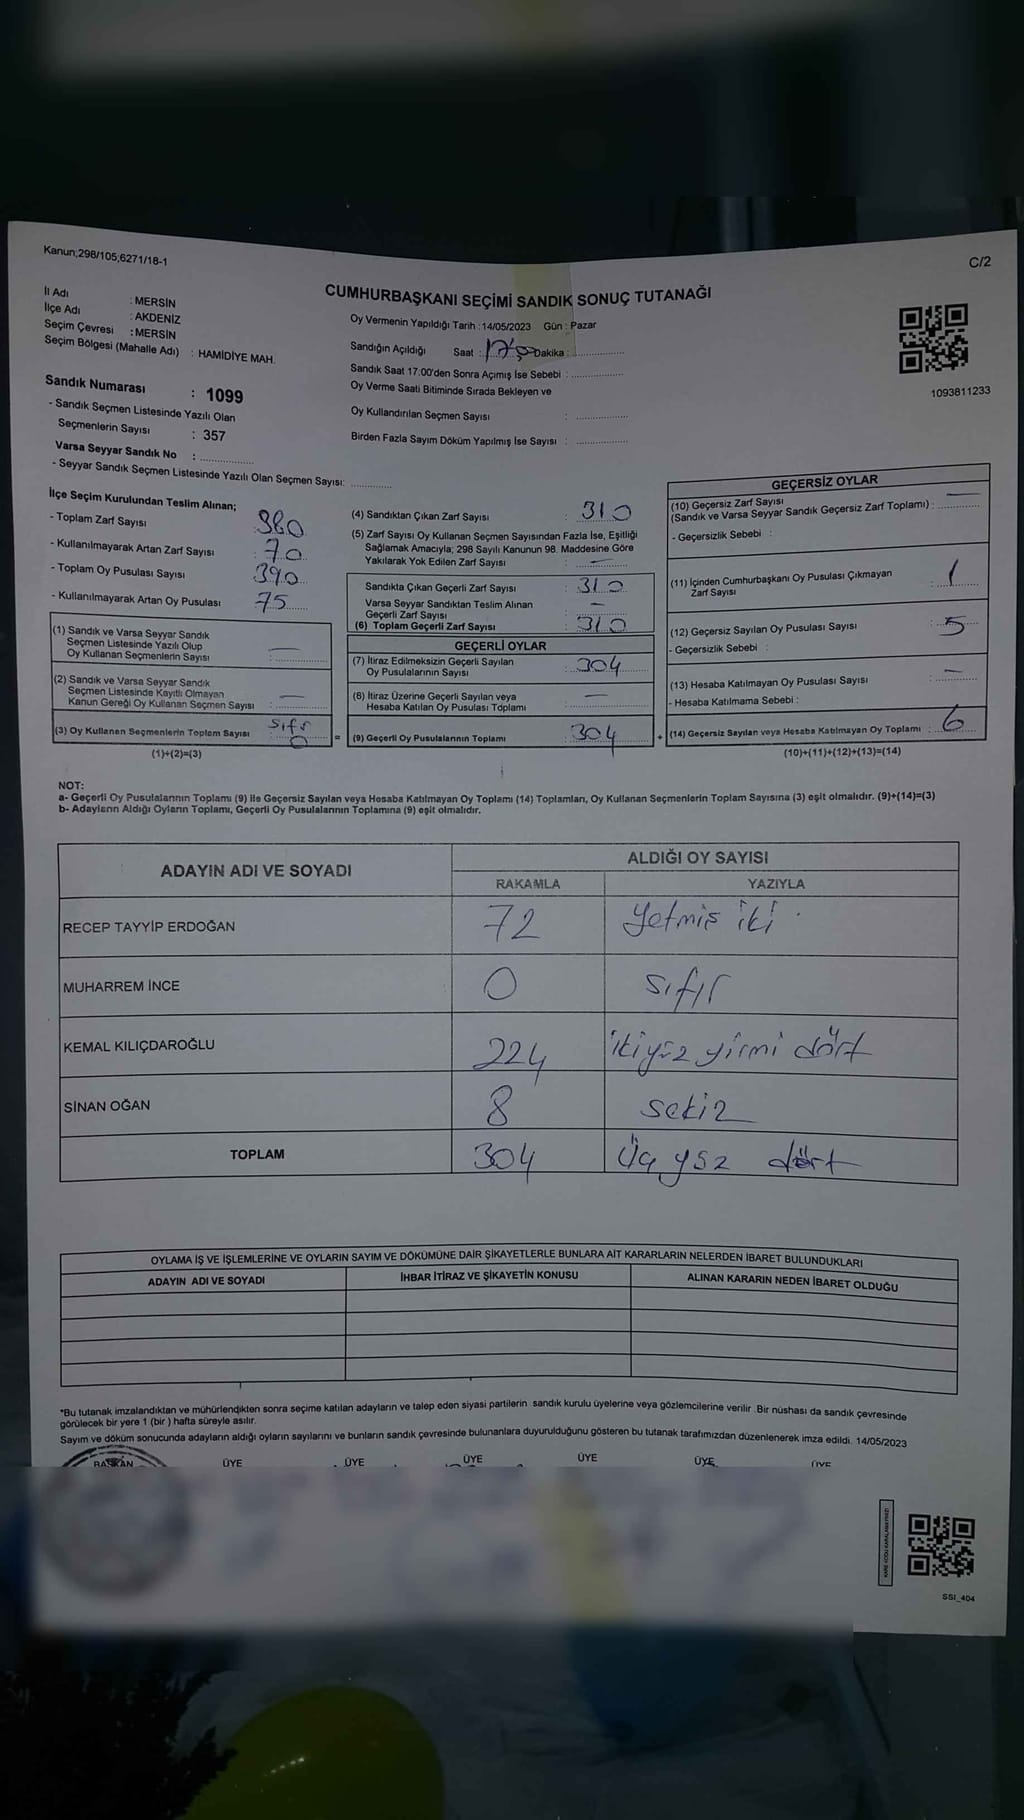 Kanun;298/105;6271/18-1
C/2
CUMHURBAŞKANI SEÇİMİ SANDIK SONUÇ TUTANAĞI
İl Adı : MERSİN
İlçe Adı : AKDENİZ
Seçim Çevresi : MERSİN
Seçim Bölgesi (Mahalle Adı) : HAMİDİYE MAH.
Sandık Numarası : 1099
- Sandık Seçmen Listesinde Yazılı Olan
Seçmenlerin Sayısı : 357
Varsa Seyyar Sandık No :
- Seyyar Sandık Seçmen Listesinde Yazılı Olan Seçmen Sayısı:
Oy Vermenin Yapıldığı Tarih : 14/05/2023 Gün : Pazar
Sandığın Açıldığı Saat : Dakika :
Sandık Saat 17:00'den Sonra Açımış İse Sebebi :
Oy Verme Saati Bitiminde Sırada Bekleyen ve
Oy Kullandırılan Seçmen Sayısı :
Birden Fazla Sayım Döküm Yapılmış İse Sayısı :
1093811233
İlçe Seçim Kurulundan Teslim Alınan;
- Toplam Zarf Sayısı 380
- Kullanılmayarak Artan Zarf Sayısı : 70
- Toplam Oy Pusulası Sayısı 390
- Kullanılmayarak Artan Oy Pusulası 75
(1) Sandık ve Varsa Seyyar Sandık
Seçmen Listesinde Yazılı Olup
Oy Kullanan Seçmenlerin Sayısı : —
(2) Sandık ve Varsa Seyyar Sandık
Seçmen Listesinde Kayıtlı Olmayan
Kanun Gereği Oy Kullanan Seçmen Sayısı : —
(3) Oy Kullanan Seçmenlerin Toplam Sayısı : sıfır
0
(1)+(2)=(3)
(4) Sandıktan Çıkan Zarf Sayısı : 310
(5) Zarf Sayısı Oy Kullanan Seçmen Sayısından Fazla İse, Eşitliği
Sağlamak Amacıyla; 298 Sayılı Kanunun 98. Maddesine Göre
Yakılarak Yok Edilen Zarf Sayısı : —
Sandıkta Çıkan Geçerli Zarf Sayısı : 310
Varsa Seyyar Sandıktan Teslim Alınan
Geçerli Zarf Sayısı : —
(6) Toplam Geçerli Zarf Sayısı : 310
GEÇERLİ OYLAR
(7) İtiraz Edilmeksizin Geçerli Sayılan
Oy Pusulalarının Sayısı : 304
(8) İtiraz Üzerine Geçerli Sayılan veya
Hesaba Katılan Oy Pusulası Toplamı : —
= (9) Geçerli Oy Pusulalarının Toplamı : 304
GEÇERSİZ OYLAR
(10) Geçersiz Zarf Sayısı
(Sandık ve Varsa Seyyar Sandık Geçersiz Zarf Toplamı) : —
- Geçersizlik Sebebi :
(11) İçinden Cumhurbaşkanı Oy Pusulası Çıkmayan
Zarf Sayısı : 1
(12) Geçersiz Sayılan Oy Pusulası Sayısı : 5
- Geçersizlik Sebebi :
(13) Hesaba Katılmayan Oy Pusulası Sayısı : —
- Hesaba Katılmama Sebebi :
+ (14) Geçersiz Sayılan veya Hesaba Katılmayan Oy Toplamı : 6
(10)+(11)+(12)+(13)=(14)
NOT:
a- Geçerli Oy Pusulalarının Toplamı (9) ile Geçersiz Sayılan veya Hesaba Katılmayan Oy Toplamı (14) Toplamları, Oy Kullanan Seçmenlerin Toplam Sayısına (3) eşit olmalıdır. (9)+(14)=(3)
b- Adayların Aldığı Oyların Toplamı, Geçerli Oy Pusulalarının Toplamına (9) eşit olmalıdır.
ADAYIN ADI VE SOYADI ALDIĞI OY SAYISI
RAKAMLA YAZIYLA
RECEP TAYYİP ERDOĞAN 72 yetmiş iki
MUHARREM İNCE 0 sıfır
KEMAL KILIÇDAROĞLU 224 ikiyüz yirmi dört
SİNAN OĞAN 8 sekiz
TOPLAM 304 Üç yüz dört
OYLAMA İŞ VE İŞLEMLERİNE VE OYLARIN SAYIM VE DÖKÜMÜNE DAİR ŞİKAYETLERLE BUNLARA AİT KARARLARIN NELERDEN İBARET BULUNDUKLARI
ADAYIN ADI VE SOYADI İHBAR İTİRAZ VE ŞİKAYETİN KONUSU ALINAN KARARIN NEDEN İBARET OLDUĞU
*Bu tutanak imzalandıktan ve mühürlendikten sonra seçime katılan adayların ve talep eden siyasi partilerin sandık kurulu üyelerine veya gözlemcilerine verilir. Bir nüshası da sandık çevresinde
görülecek bir yere 1 (bir ) hafta süreyle asılır.
Sayım ve döküm sonucunda adayların aldığı oyların sayılarını ve bunların sandık çevresinde bulunanlara duyurulduğunu gösteren bu tutanak tarafımızdan düzenlenerek imza edildi. 14/05/2023
BAŞKAN ÜYE ÜYE ÜYE ÜYE ÜYE ÜYE
KARE KODU KARALAMAYINIZ!
SSI_404